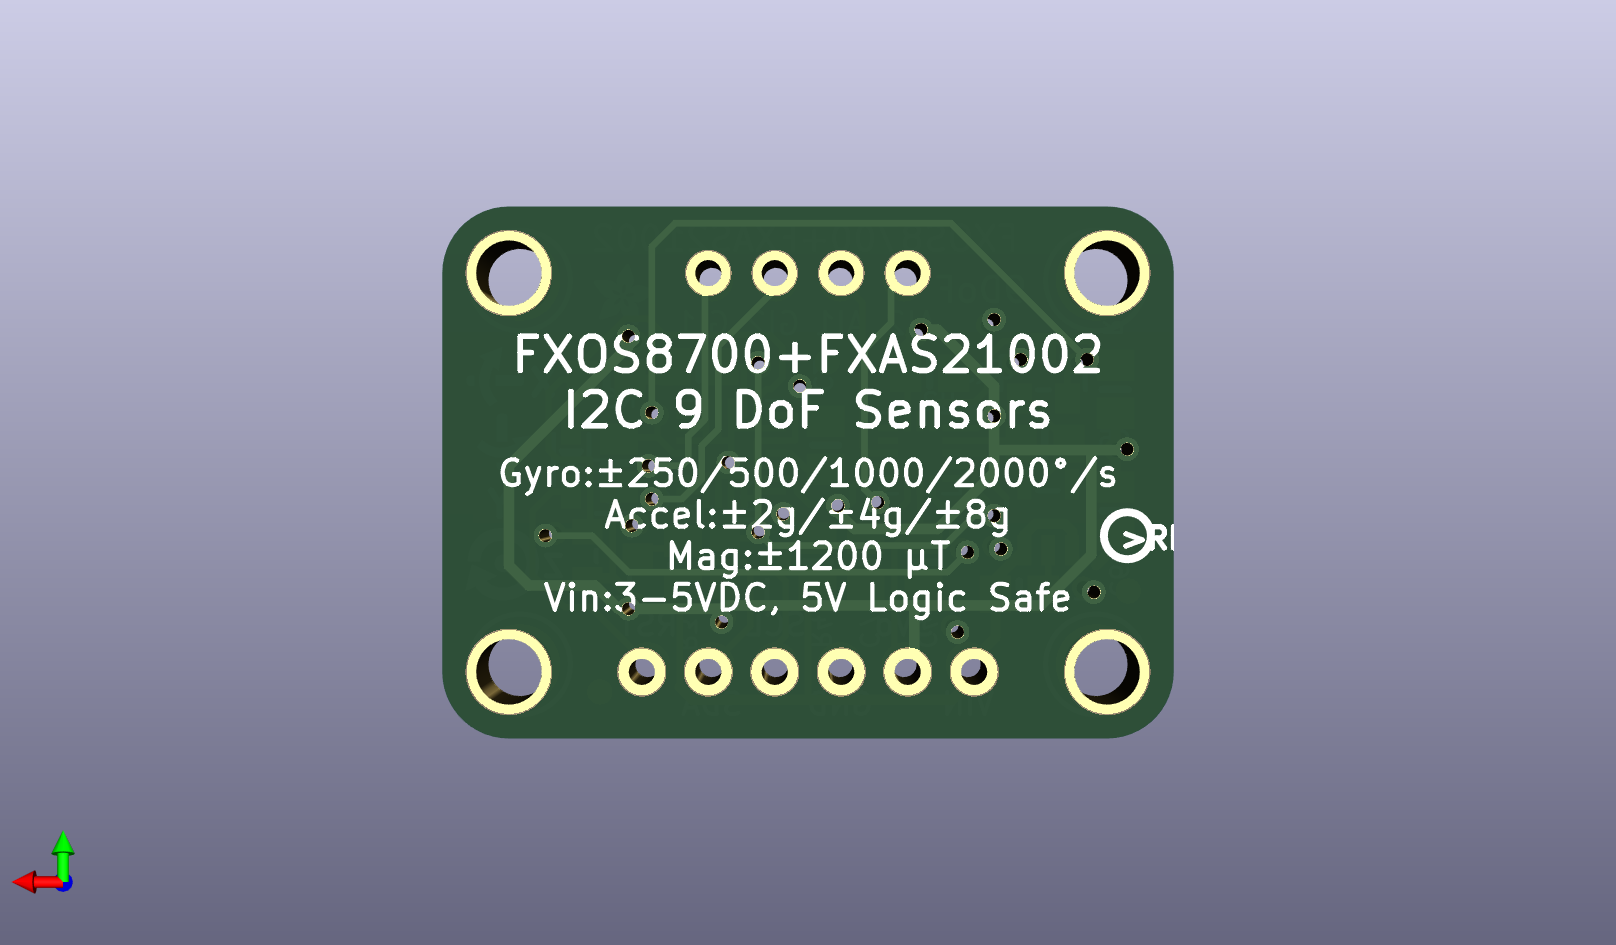 FXOS8700+FXAS21002
I2C 9 DoF Sensors
Gyro:±250/500/1000/2000°/s
Accel:±2g/±4g/±8g
Mag:±1200 µT
Vin:3-5VDC, 5V Logic Safe